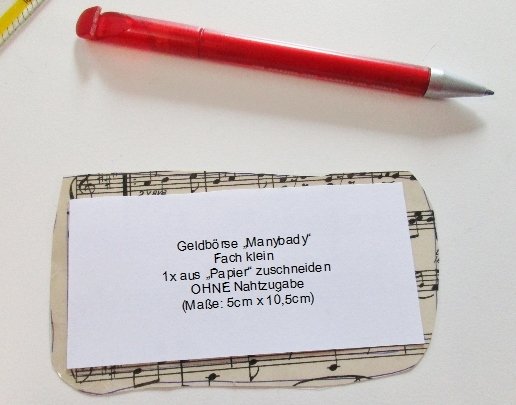 Geldbörse „Manybady“
Fach klein
1x aus „Papier“ zuschneiden
OHNE Nahtzugabe
(Maße: 5cm x 10,5cm)